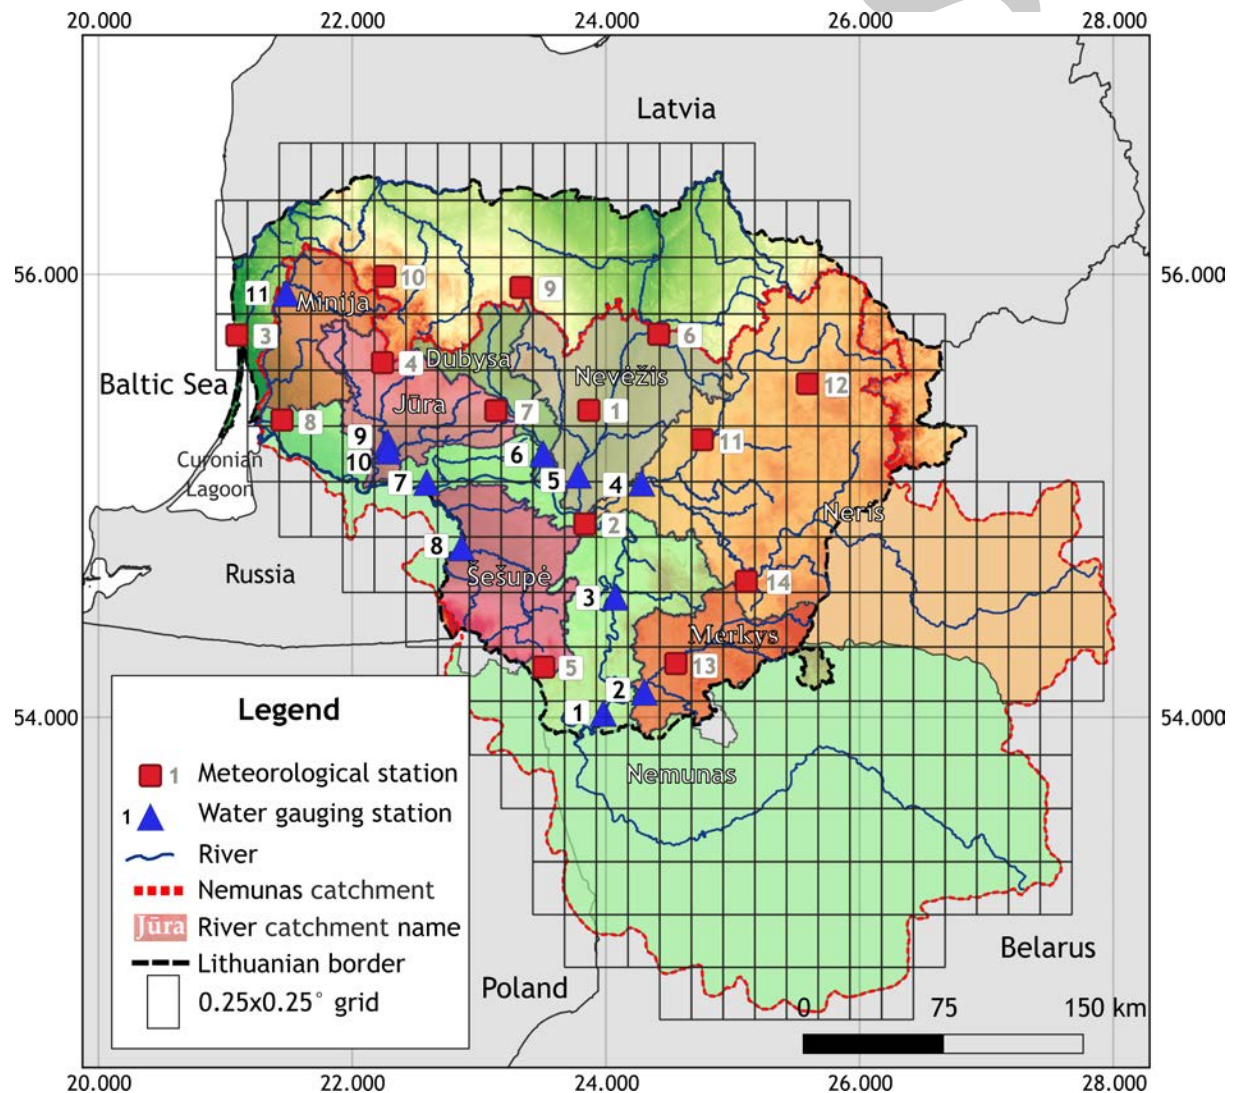 20.000 22.000 24.000 26.000 28.000
Latvia
56.000 56.000
10
11 Minija
9
3
6
4 Dubysa
Baltic Sea
Nevėžis
12
Jūra
7 1
8
9
11
Curonian
10
6
Lagoon
7
5 4
Neris
2
8
Russia
Šešupė
14
3
Merkys
5
13
2
1
54.000 54.000
Nemunas
Legend
1 Meteorological station
1 Water gauging station
River
Nemunas catchment
Jūra River catchment name
Lithuanian border
0.25x0.25° grid
Belarus
Poland
0 75 150 km
20.000 22.000 24.000 26.000 28.000